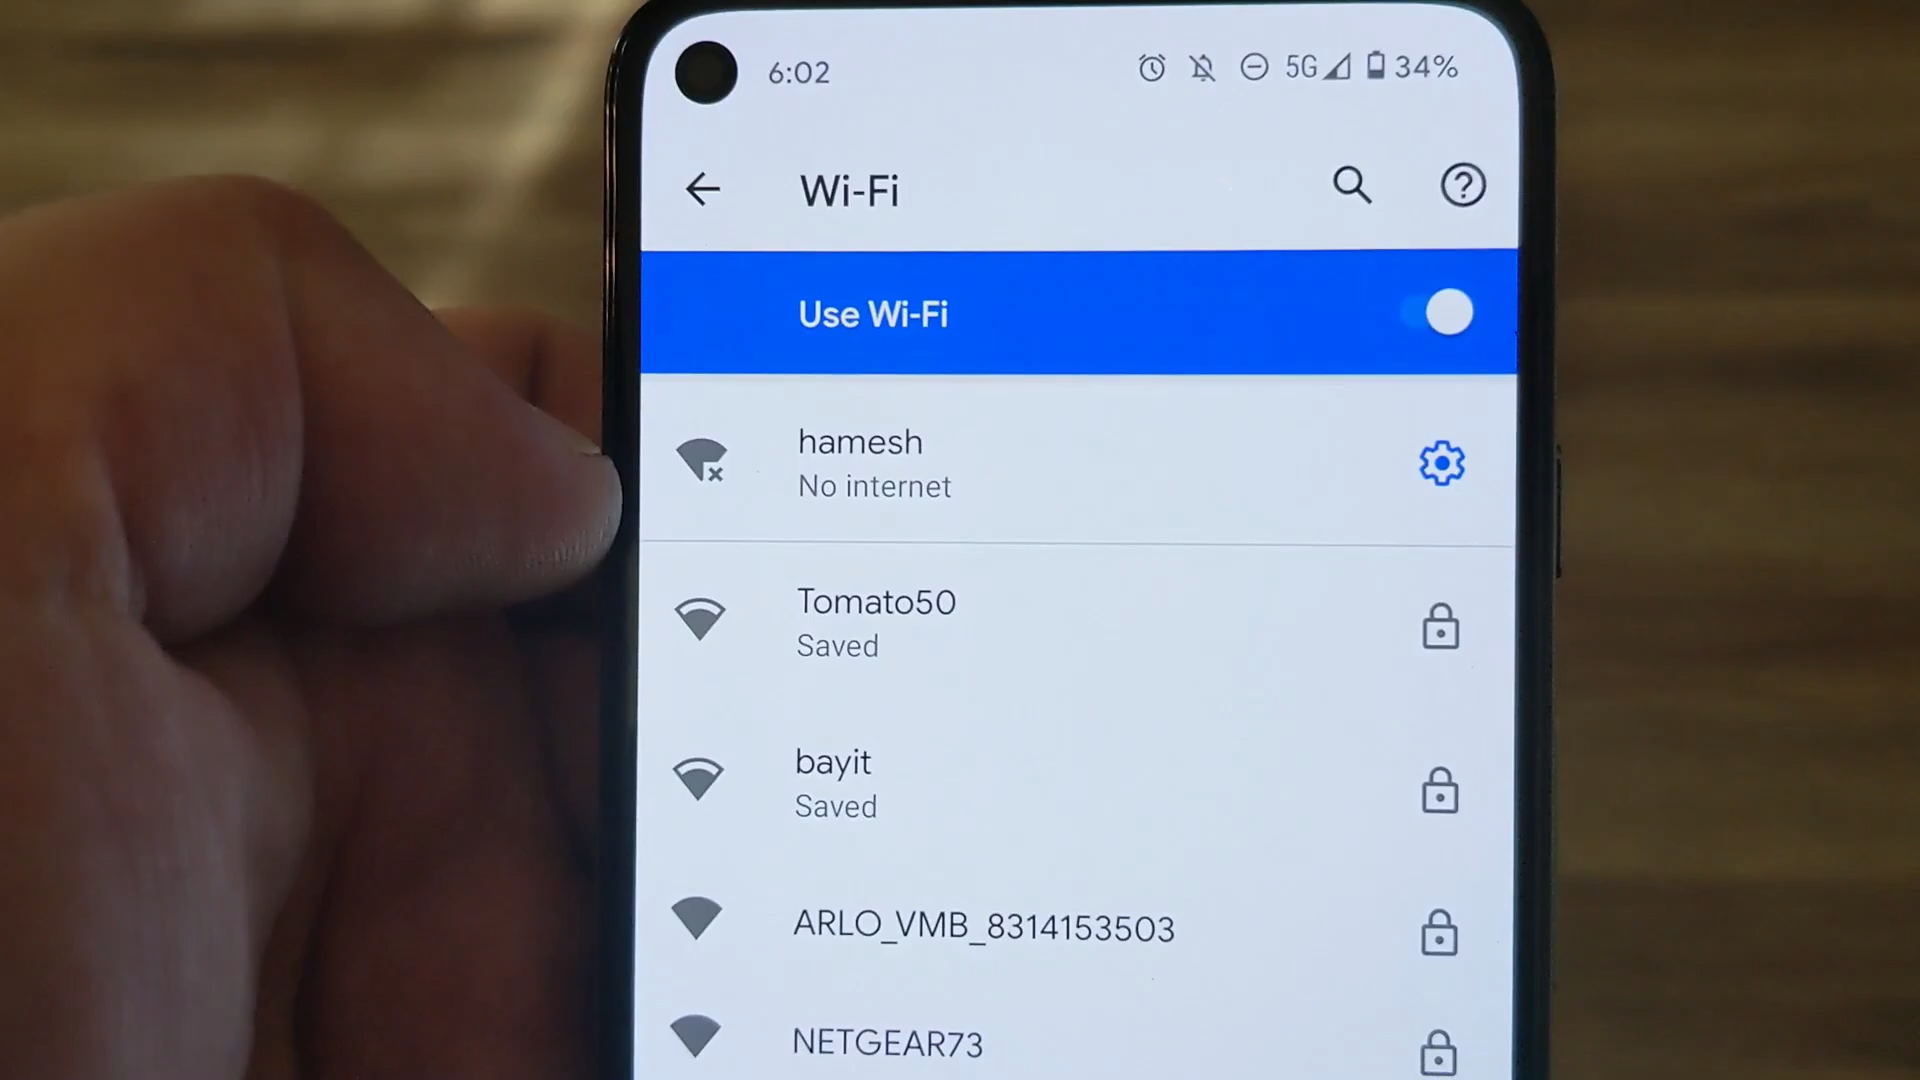 6:02 5G 34%
Wi-Fi
Use Wi-Fi
hamesh
No internet
Tomato50
Saved
bayit
Saved
ARLO_VMB_8314153503
NETGEAR73